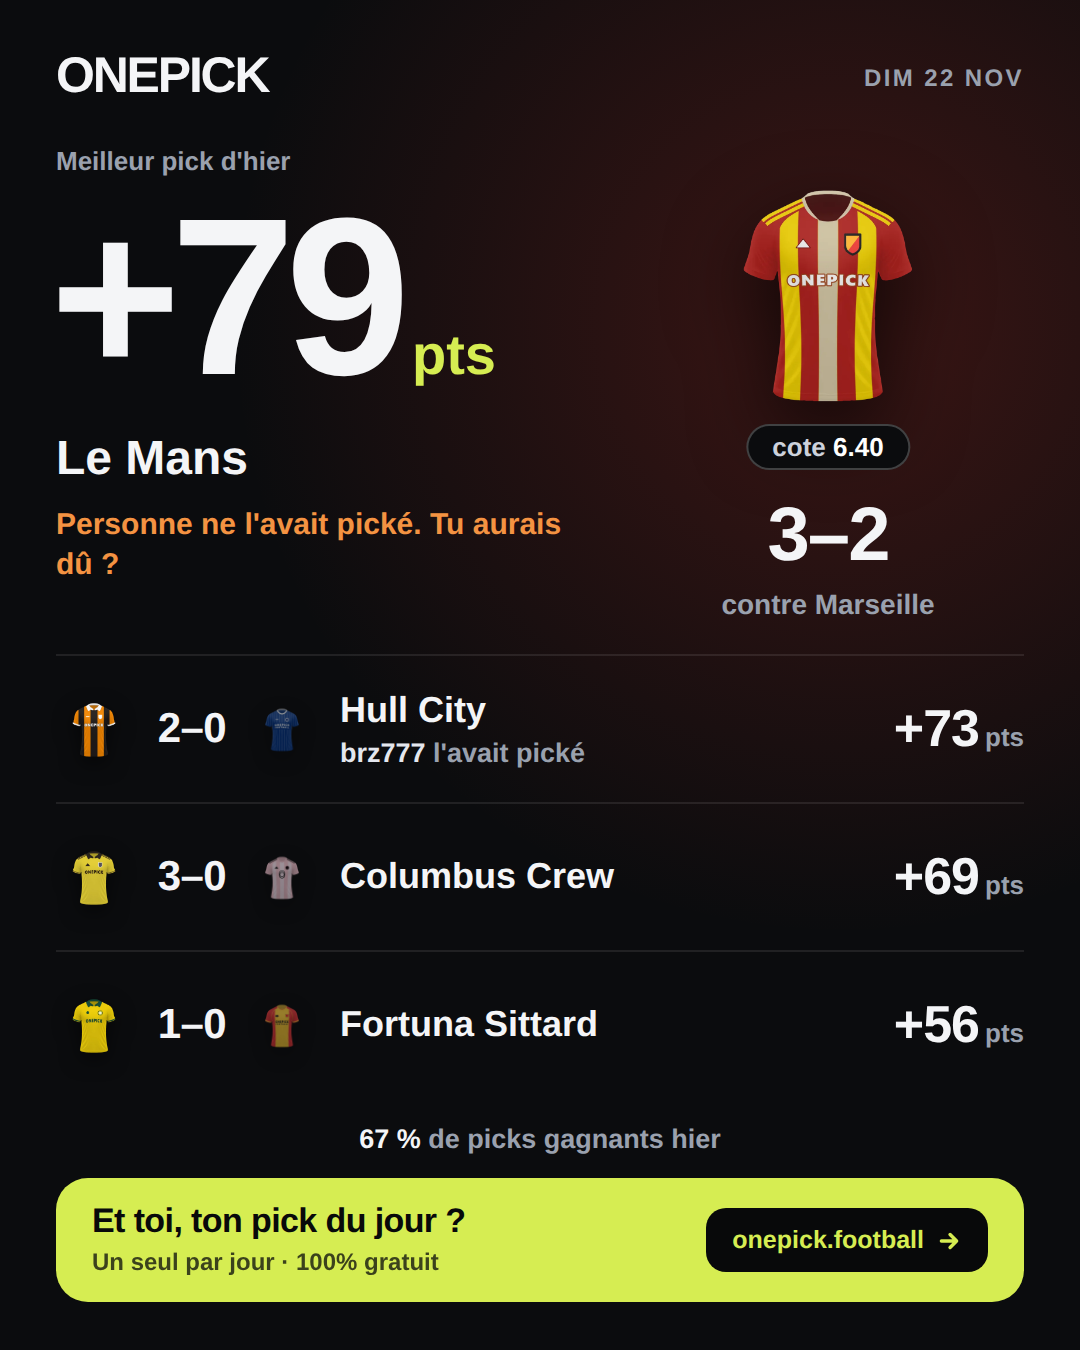 ONEPICK
DIM 22 NOV
Meilleur pick d'hier
+79 pts
Le Mans
Personne ne l'avait pické. Tu aurais
dû ?
ONEPICK
cote 6.40
3–2
contre Marseille
2–0
Hull City
brz777 l'avait pické
+73 pts
3–0
Columbus Crew
+69 pts
1–0
Fortuna Sittard
+56 pts
67 % de picks gagnants hier
Et toi, ton pick du jour ?
Un seul par jour · 100% gratuit
onepick.football →